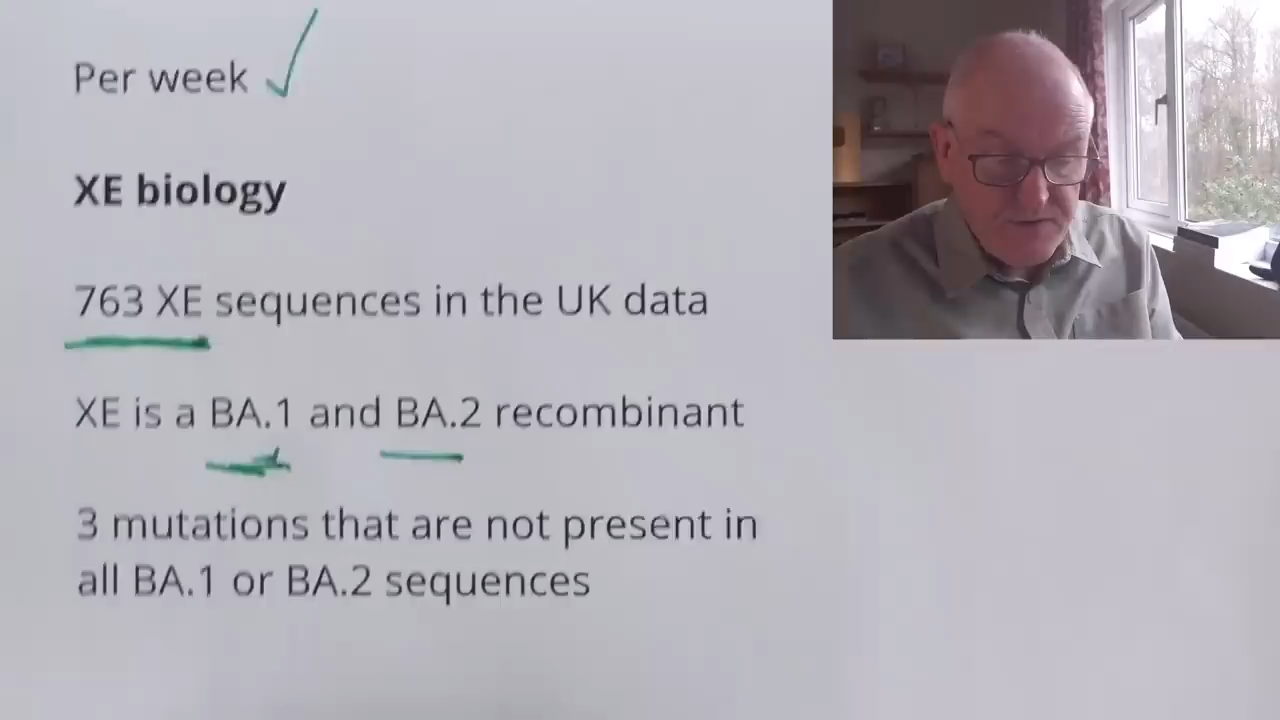 Per week
XE biology
763 XE sequences in the UK data
XE is a BA.1 and BA.2 recombinant
3 mutations that are not present in
all BA.1 or BA.2 sequences